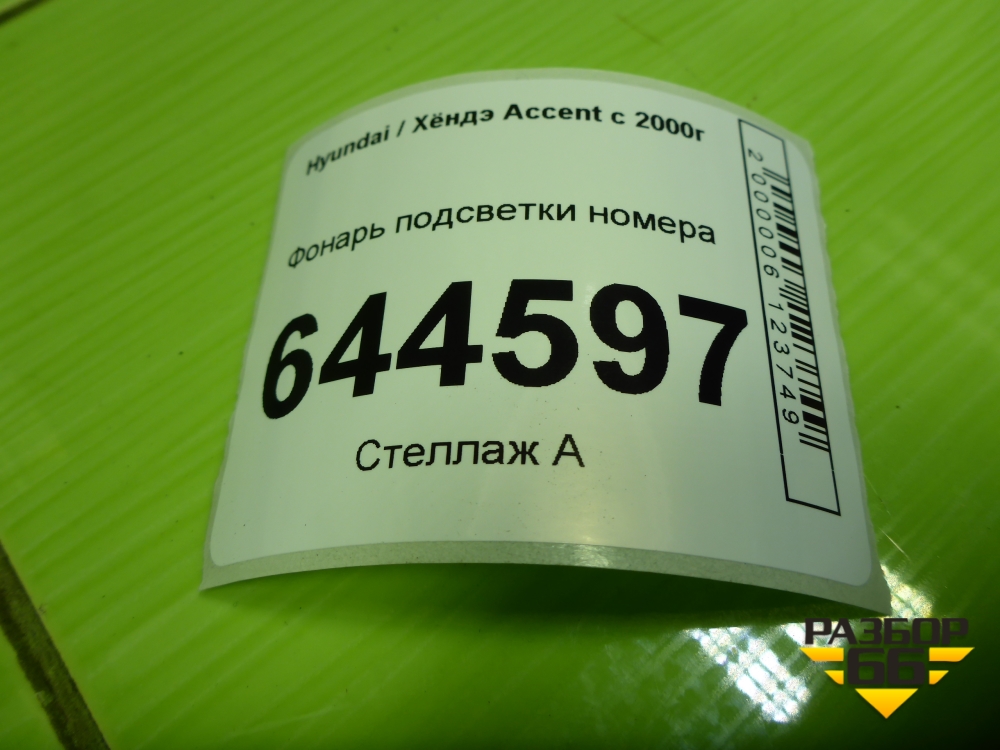 Hyundai / Хёндэ Accent с 2000г
Фонарь подсветки номера
644597
Стеллаж А
2000006123749
РАЗБОР
66